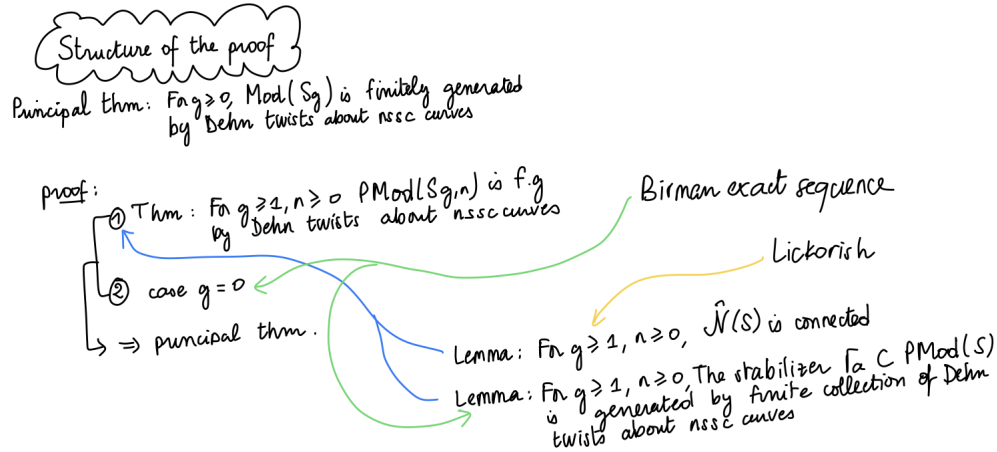 Structure of the proof
Principal thm: For g ≥ 0, Mod(Sg) is finitely generated
by Dehn twists about nssc curves
proof:
① Thm: For g ≥ 1, n ≥ 0 PMod(Sg,n) is f.g
by Dehn twists about nssc curves
② case g = 0
⇒ principal thm.
Birman exact sequence
Lickorish
Lemma: For g ≥ 1, n ≥ 0, N̂(S) is connected
Lemma: For g ≥ 1, n ≥ 0, The stabilizer Γa ⊂ PMod(S)
is generated by finite collection of Dehn
twists about nssc curves